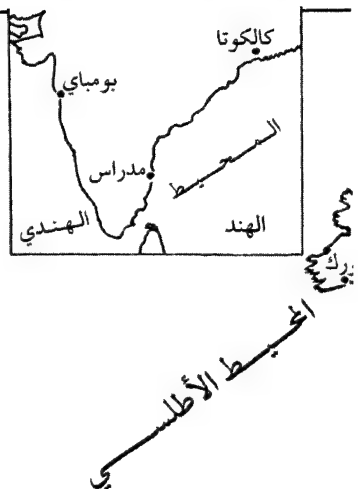 كالكوتا
بومباي
مدراس
المحيط
الهندي
الهند
المحيط الأطلسي